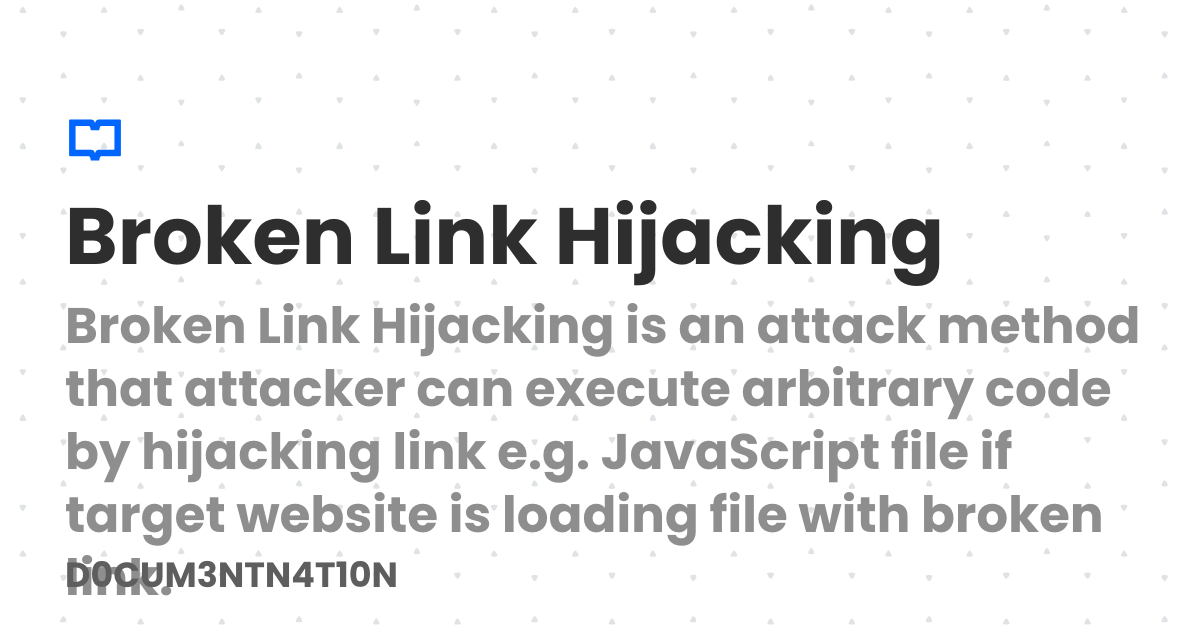 Broken Link Hijacking
Broken Link Hijacking is an attack method
that attacker can execute arbitrary code
by hijacking link e.g. JavaScript file if
target website is loading file with broken
link.
D0CUM3NTN4T10N